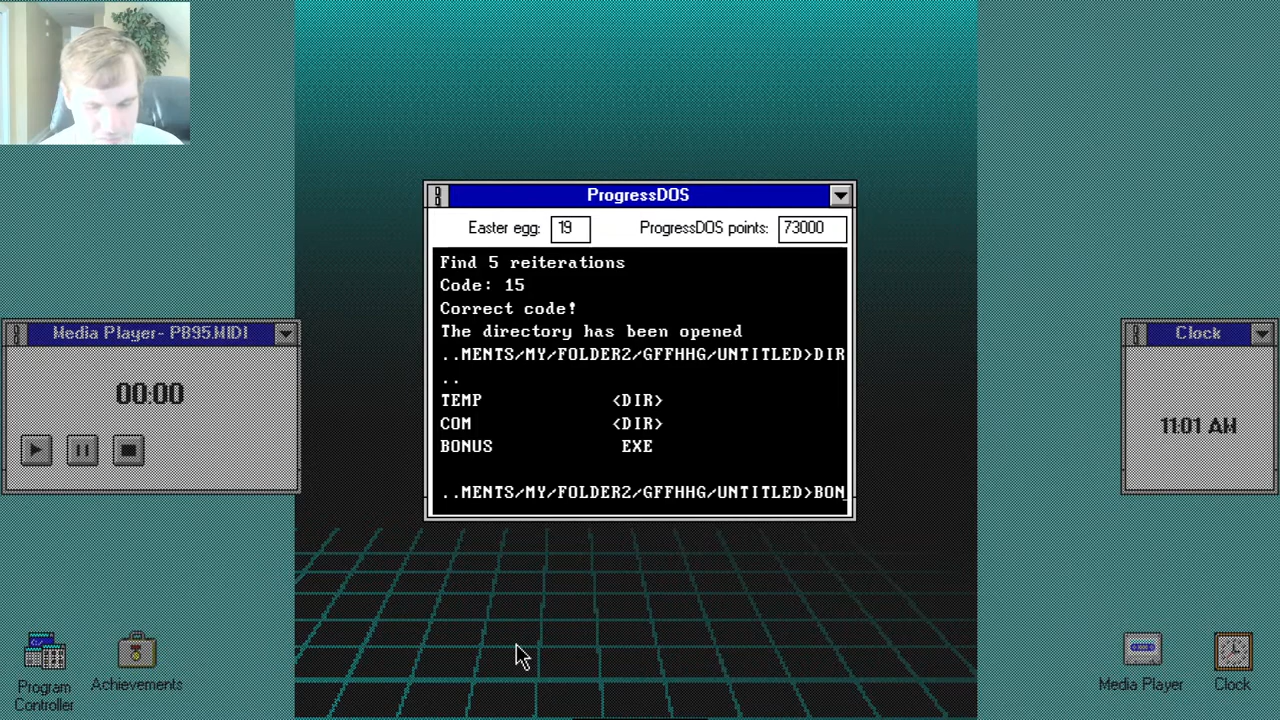 ProgressDOS
Easter egg: 19 ProgressDOS points: 73000
Find 5 reiterations
Code: 15
Correct code!
The directory has been opened
..MENTS/MY/FOLDER2/GFFHHG/UNTITLED>DIR
..
TEMP <DIR>
COM <DIR>
BONUS EXE
..MENTS/MY/FOLDER2/GFFHHG/UNTITLED>BON_
Media Player- PB95.MID1
00:00
Clock
11:01 AM
Program
Controller
Achievements
Media Player
Clock